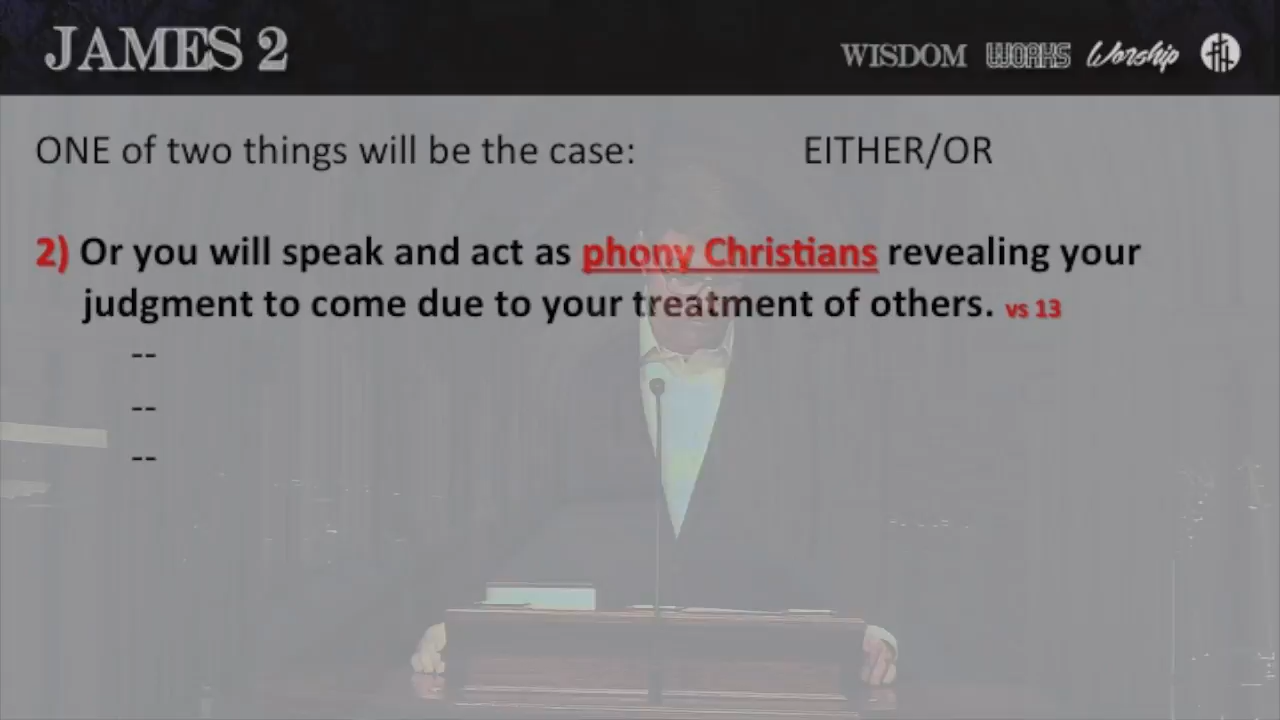 JAMES 2
WISDOM WORKS Worship
ONE of two things will be the case: EITHER/OR
2) Or you will speak and act as phony Christians revealing your
judgment to come due to your treatment of others. vs 13
--
--
--